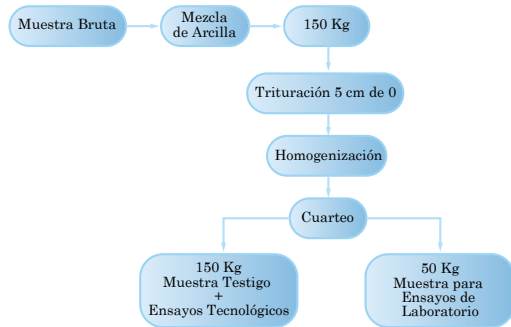 Muestra Bruta
Mezcla
de Arcilla
150 Kg
Trituración 5 cm de 0
Homogenización
Cuarteo
150 Kg
Muestra Testigo
+
Ensayos Tecnológicos
50 Kg
Muestra para
Ensayos de
Laboratorio